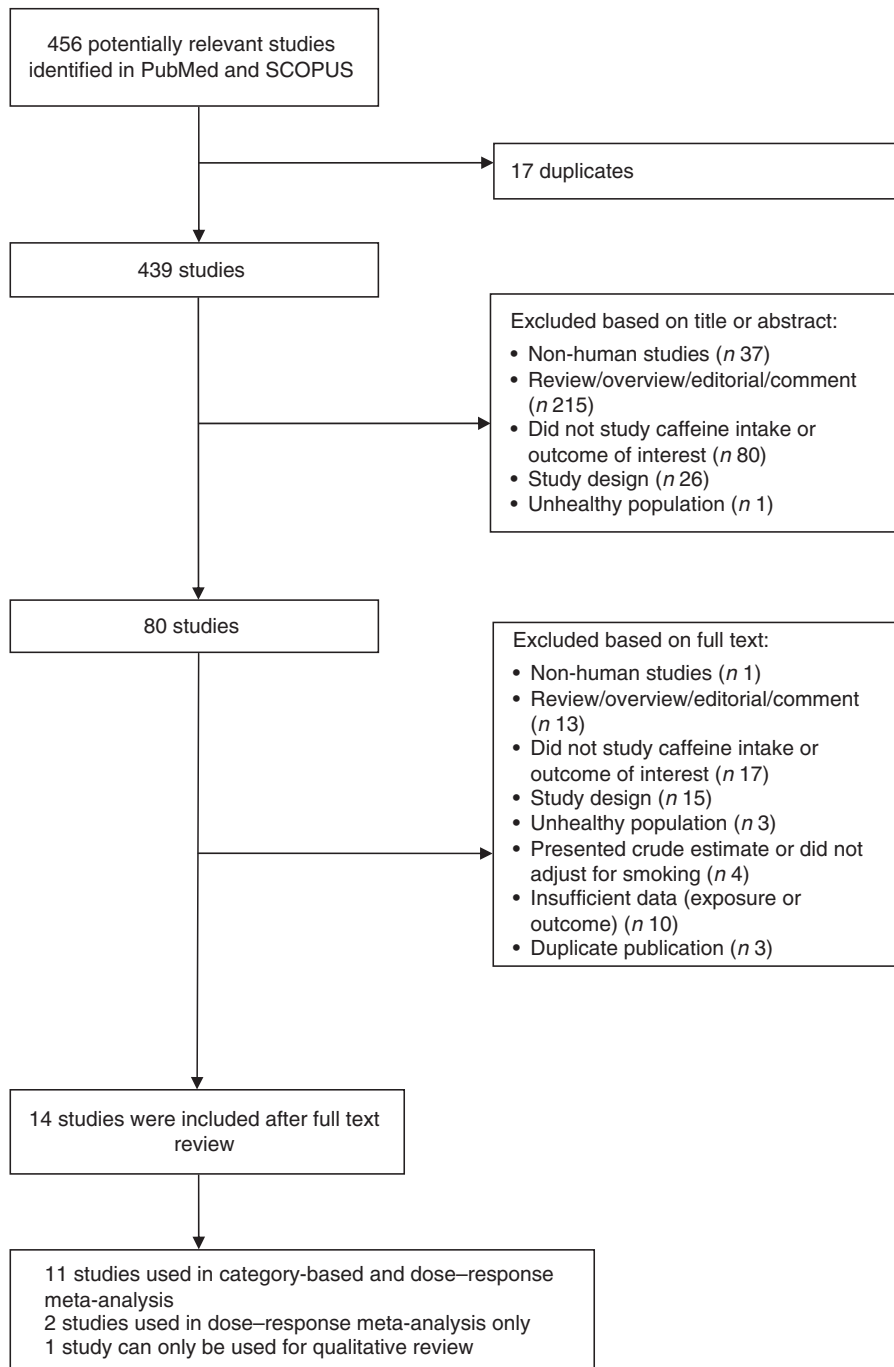 456 potentially relevant studies
identified in PubMed and SCOPUS
17 duplicates
439 studies
Excluded based on title or abstract:
• Non-human studies (n 37)
• Review/overview/editorial/comment
(n 215)
• Did not study caffeine intake or
outcome of interest (n 80)
• Study design (n 26)
• Unhealthy population (n 1)
80 studies
Excluded based on full text:
• Non-human studies (n 1)
• Review/overview/editorial/comment
(n 13)
• Did not study caffeine intake or
outcome of interest (n 17)
• Study design (n 15)
• Unhealthy population (n 3)
• Presented crude estimate or did not
adjust for smoking (n 4)
• Insufficient data (exposure or
outcome) (n 10)
• Duplicate publication (n 3)
14 studies were included after full text
review
11 studies used in category-based and dose–response
meta-analysis
2 studies used in dose–response meta-analysis only
1 study can only be used for qualitative review